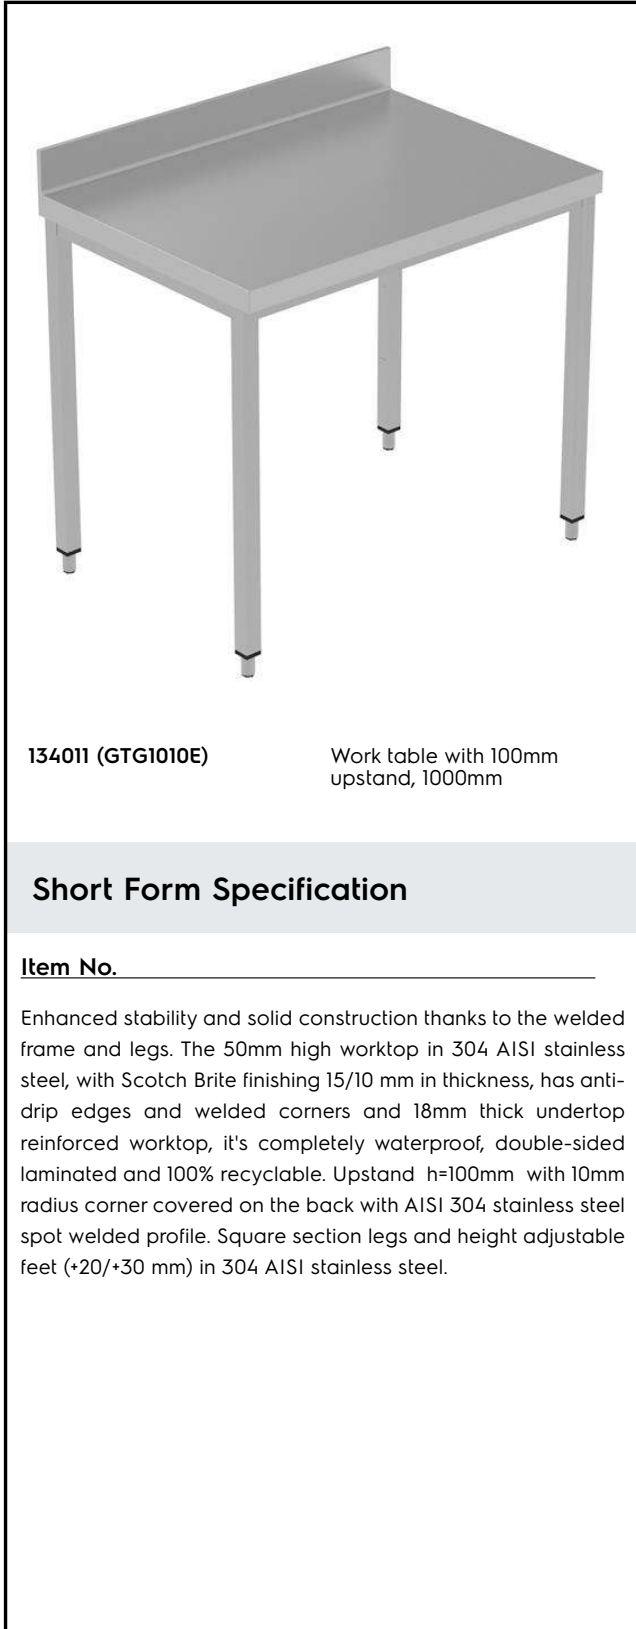 134011 (GTG1010E)
Work table with 100mm
upstand, 1000mm
Short Form Specification
Item No.
Enhanced stability and solid construction thanks to the welded
frame and legs. The 50mm high worktop in 304 AISI stainless
steel, with Scotch Brite finishing 15/10 mm in thickness, has anti-
drip edges and welded corners and 18mm thick undertop
reinforced worktop, it's completely waterproof, double-sided
laminated and 100% recyclable. Upstand h=100mm with 10mm
radius corner covered on the back with AISI 304 stainless steel
spot welded profile. Square section legs and height adjustable
feet (+20/+30 mm) in 304 AISI stainless steel.